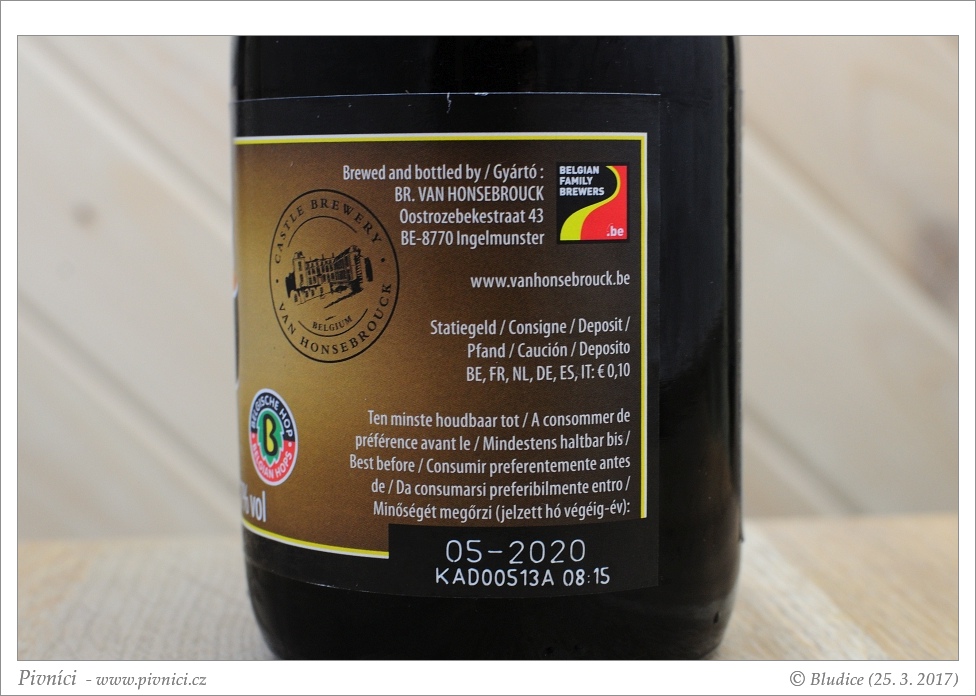 Brewed and bottled by / Gyártó :
BR. VAN HONSEBROUCK
Oostrozebekestraat 43
BE-8770 Ingelmunster
BELGIAN
FAMILY
BREWERS
.be
CASTLE BREWERY
VAN HONSEBROUCK
BELGIUM
www.vanhonsebrouck.be
Statiegeld / Consigne / Deposit /
Pfand / Caución / Deposito
BE, FR, NL, DE, ES, IT: € 0,10
BELGISCHE HOP
B
BELGIAN HOPS
% vol
Ten minste houdbaar tot / A consommer de
préférence avant le / Mindestens haltbar bis /
Best before / Consumir preferentemente antes
de / Da consumarsi preferibilmente entro /
Minőségét megőrzi (jelzett hó végéig-év):
05-2020
KAD00513A 08:15
Pivníci - www.pivnici.cz
© Bludice (25. 3. 2017)